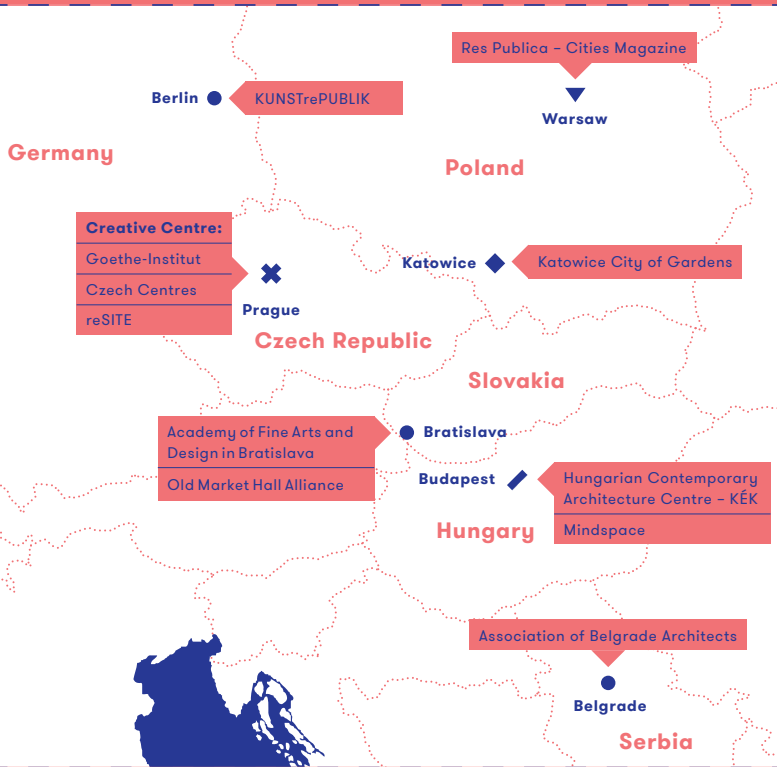 Res Publica – Cities Magazine
Berlin
KUNSTrePUBLIK
Warsaw
Germany
Poland
Creative Centre:
Goethe-Institut
Czech Centres
reSITE
Katowice
Katowice City of Gardens
Prague
Czech Republic
Slovakia
Academy of Fine Arts and
Design in Bratislava
Old Market Hall Alliance
Bratislava
Budapest
Hungarian Contemporary
Architecture Centre – KÉK
Mindspace
Hungary
Association of Belgrade Architects
Belgrade
Serbia